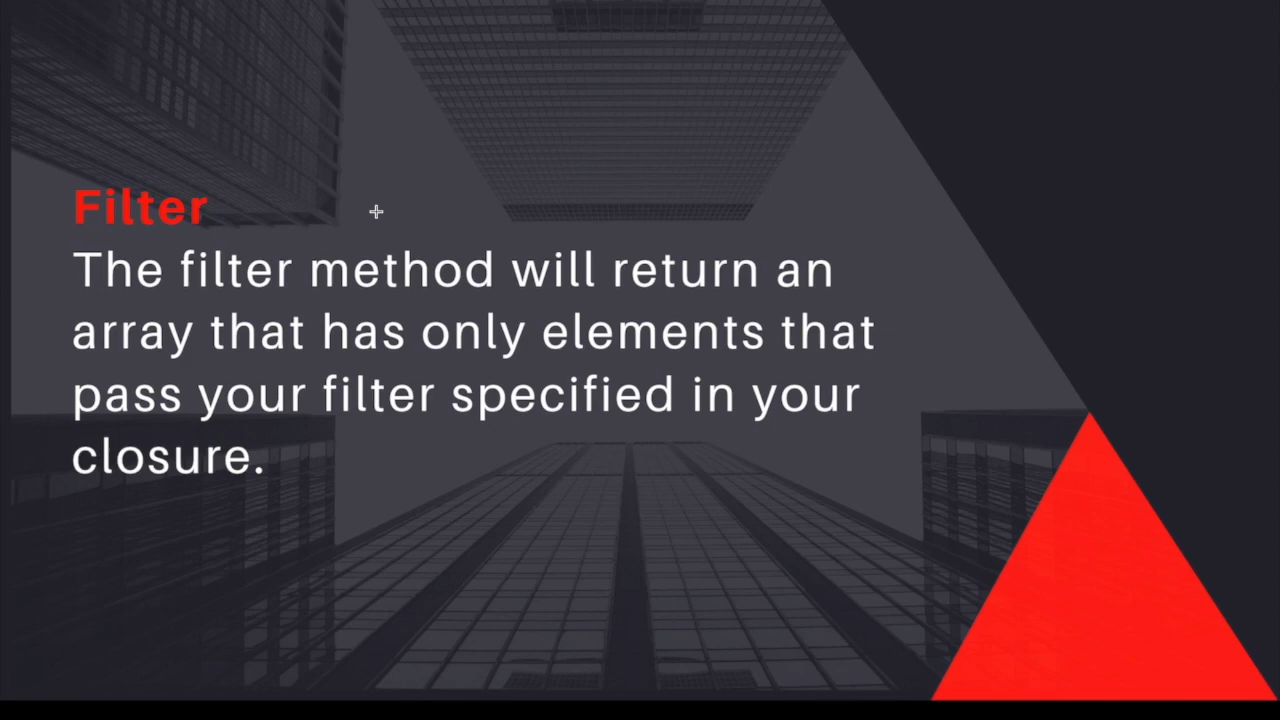 Filter
The filter method will return an
array that has only elements that
pass your filter specified in your
closure.